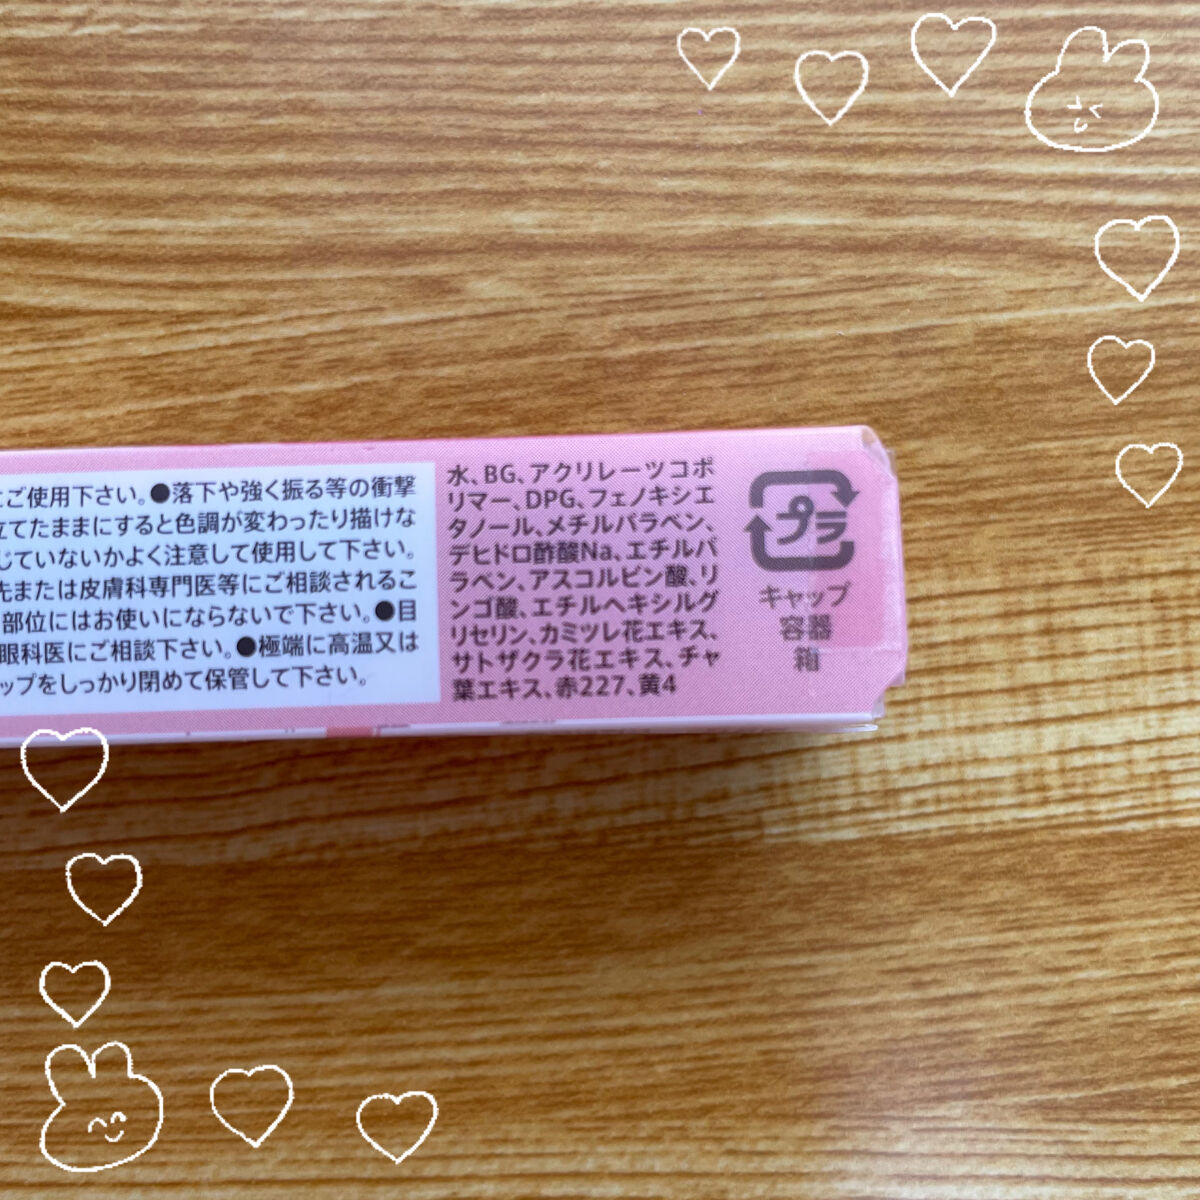 にご使用下さい。●落下や強く振る等の衝撃
立てたままにすると色調が変わったり描けな
じていないかよく注意して使用して下さい。
先または皮膚科専門医等にご相談されるこ
部位にはお使いにならないで下さい。●目
眼科医にご相談下さい。●極端に高温又は
ップをしっかり閉めて保管して下さい。
水、BG、アクリレーツコポ
リマー、DPG、フェノキシエ
タノール、メチルパラベン、
デヒドロ酢酸Na、エチルパ
ラベン、アスコルビン酸、リ
ンゴ酸、エチルヘキシルグ
リセリン、カミツレ花エキス、
サトザクラ花エキス、チャ
葉エキス、赤227、黄4
プラ
キャップ
容器
箱